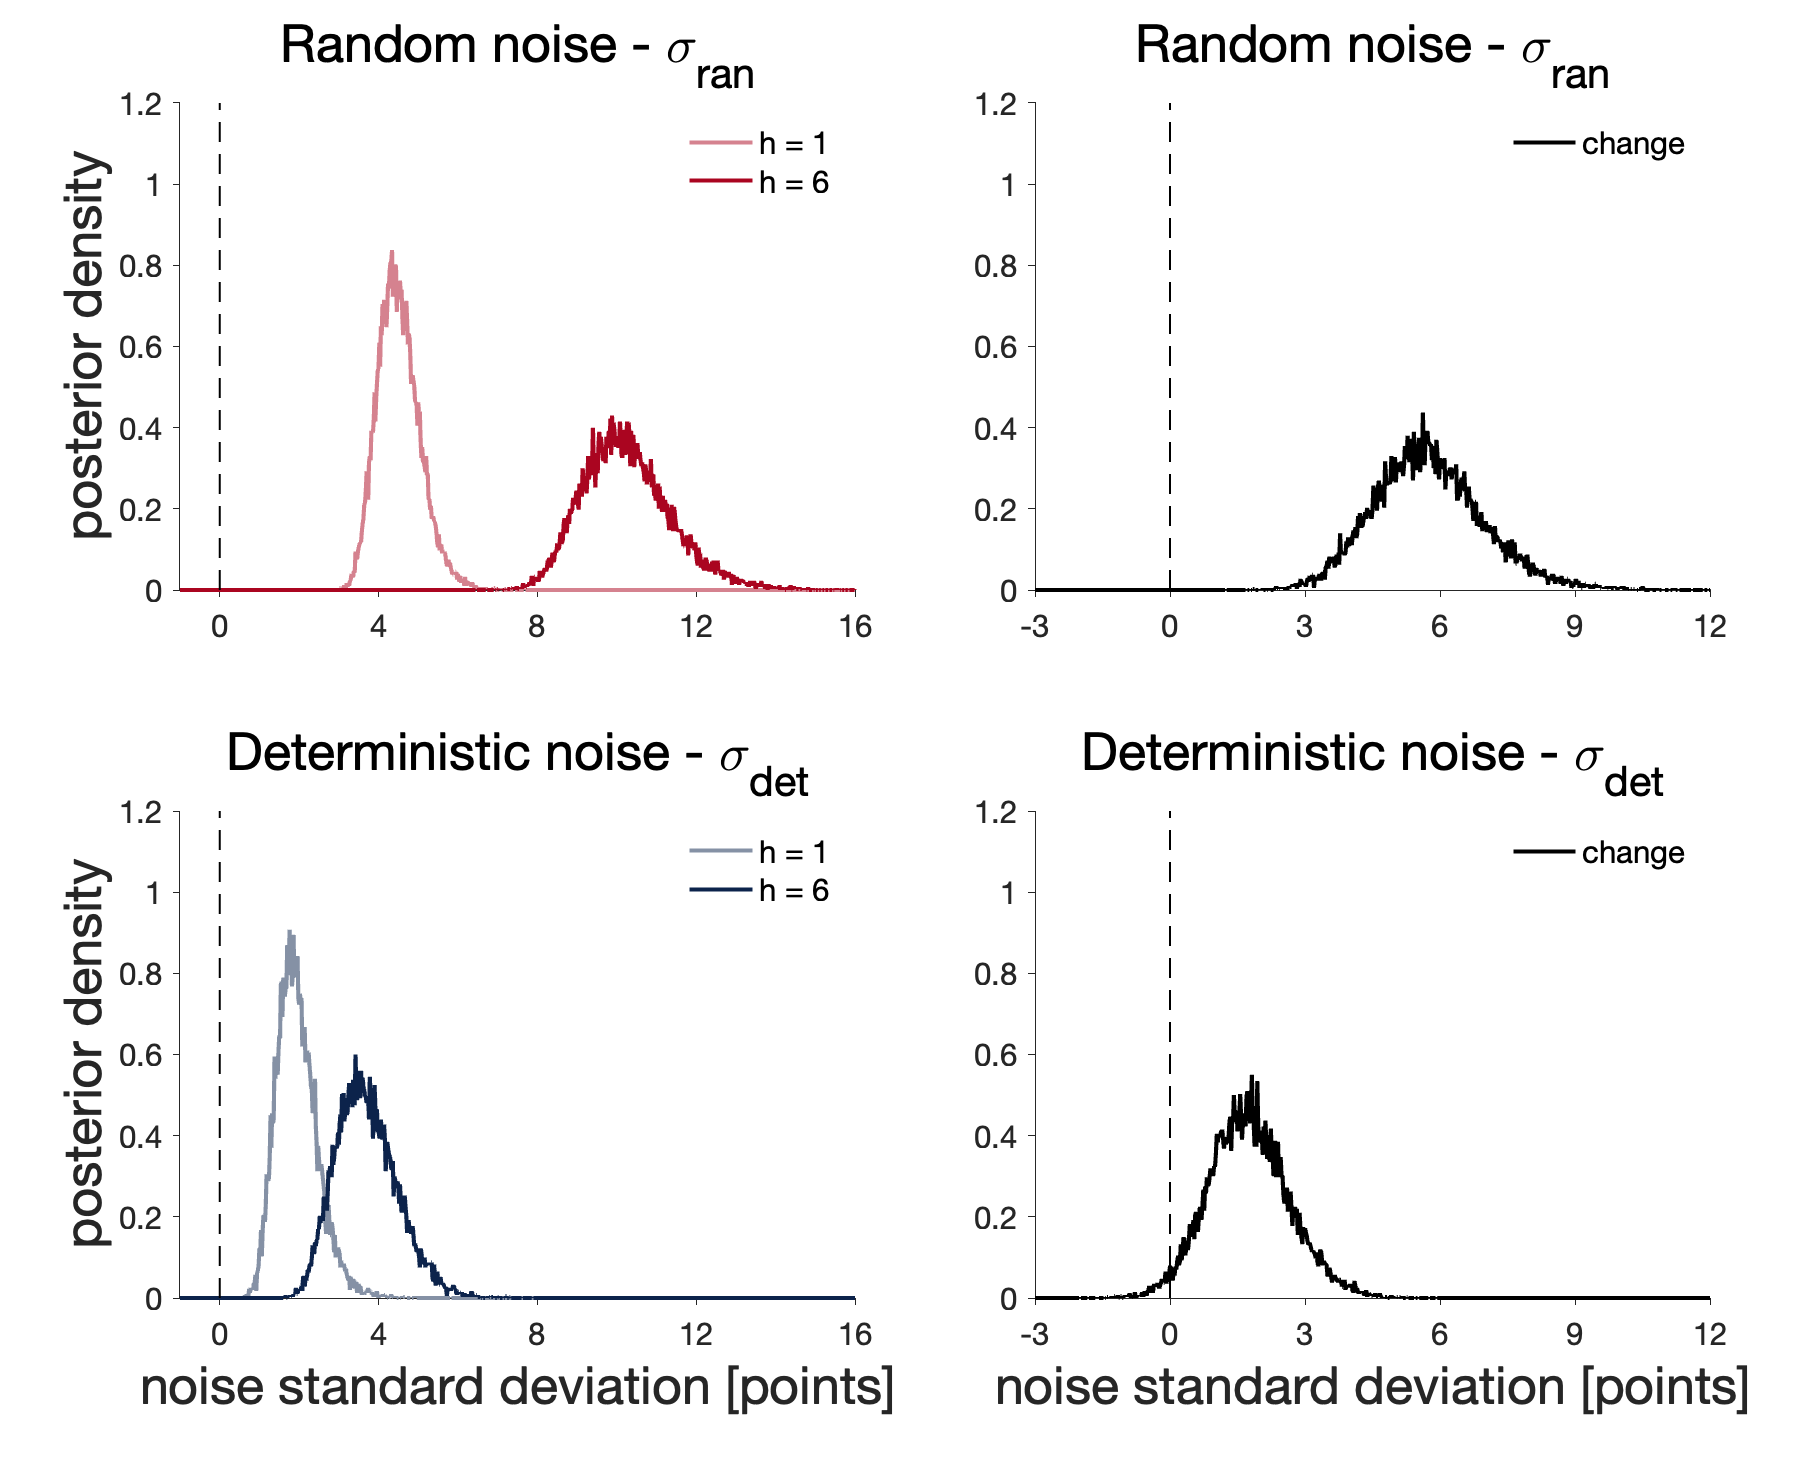 Random noise - σran
1.2
1
0.8
0.6
0.4
0.2
0
posterior density
h = 1
h = 6
0 4 8 12 16
Random noise - σran
1.2
1
0.8
0.6
0.4
0.2
0
change
-3 0 3 6 9 12
Deterministic noise - σdet
1.2
1
0.8
0.6
0.4
0.2
0
posterior density
h = 1
h = 6
0 4 8 12 16
noise standard deviation [points]
Deterministic noise - σdet
1.2
1
0.8
0.6
0.4
0.2
0
change
-3 0 3 6 9 12
noise standard deviation [points]